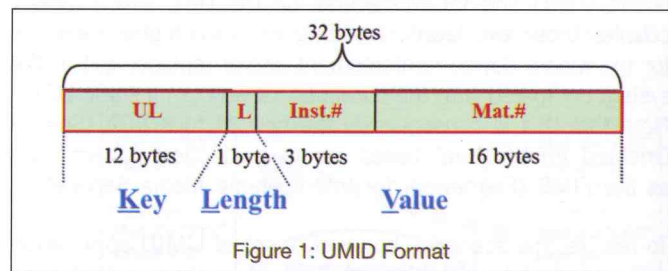 32 bytes
UL L Inst.# Mat.#
12 bytes 1 byte 3 bytes 16 bytes
Key Length Value
Figure 1: UMID Format